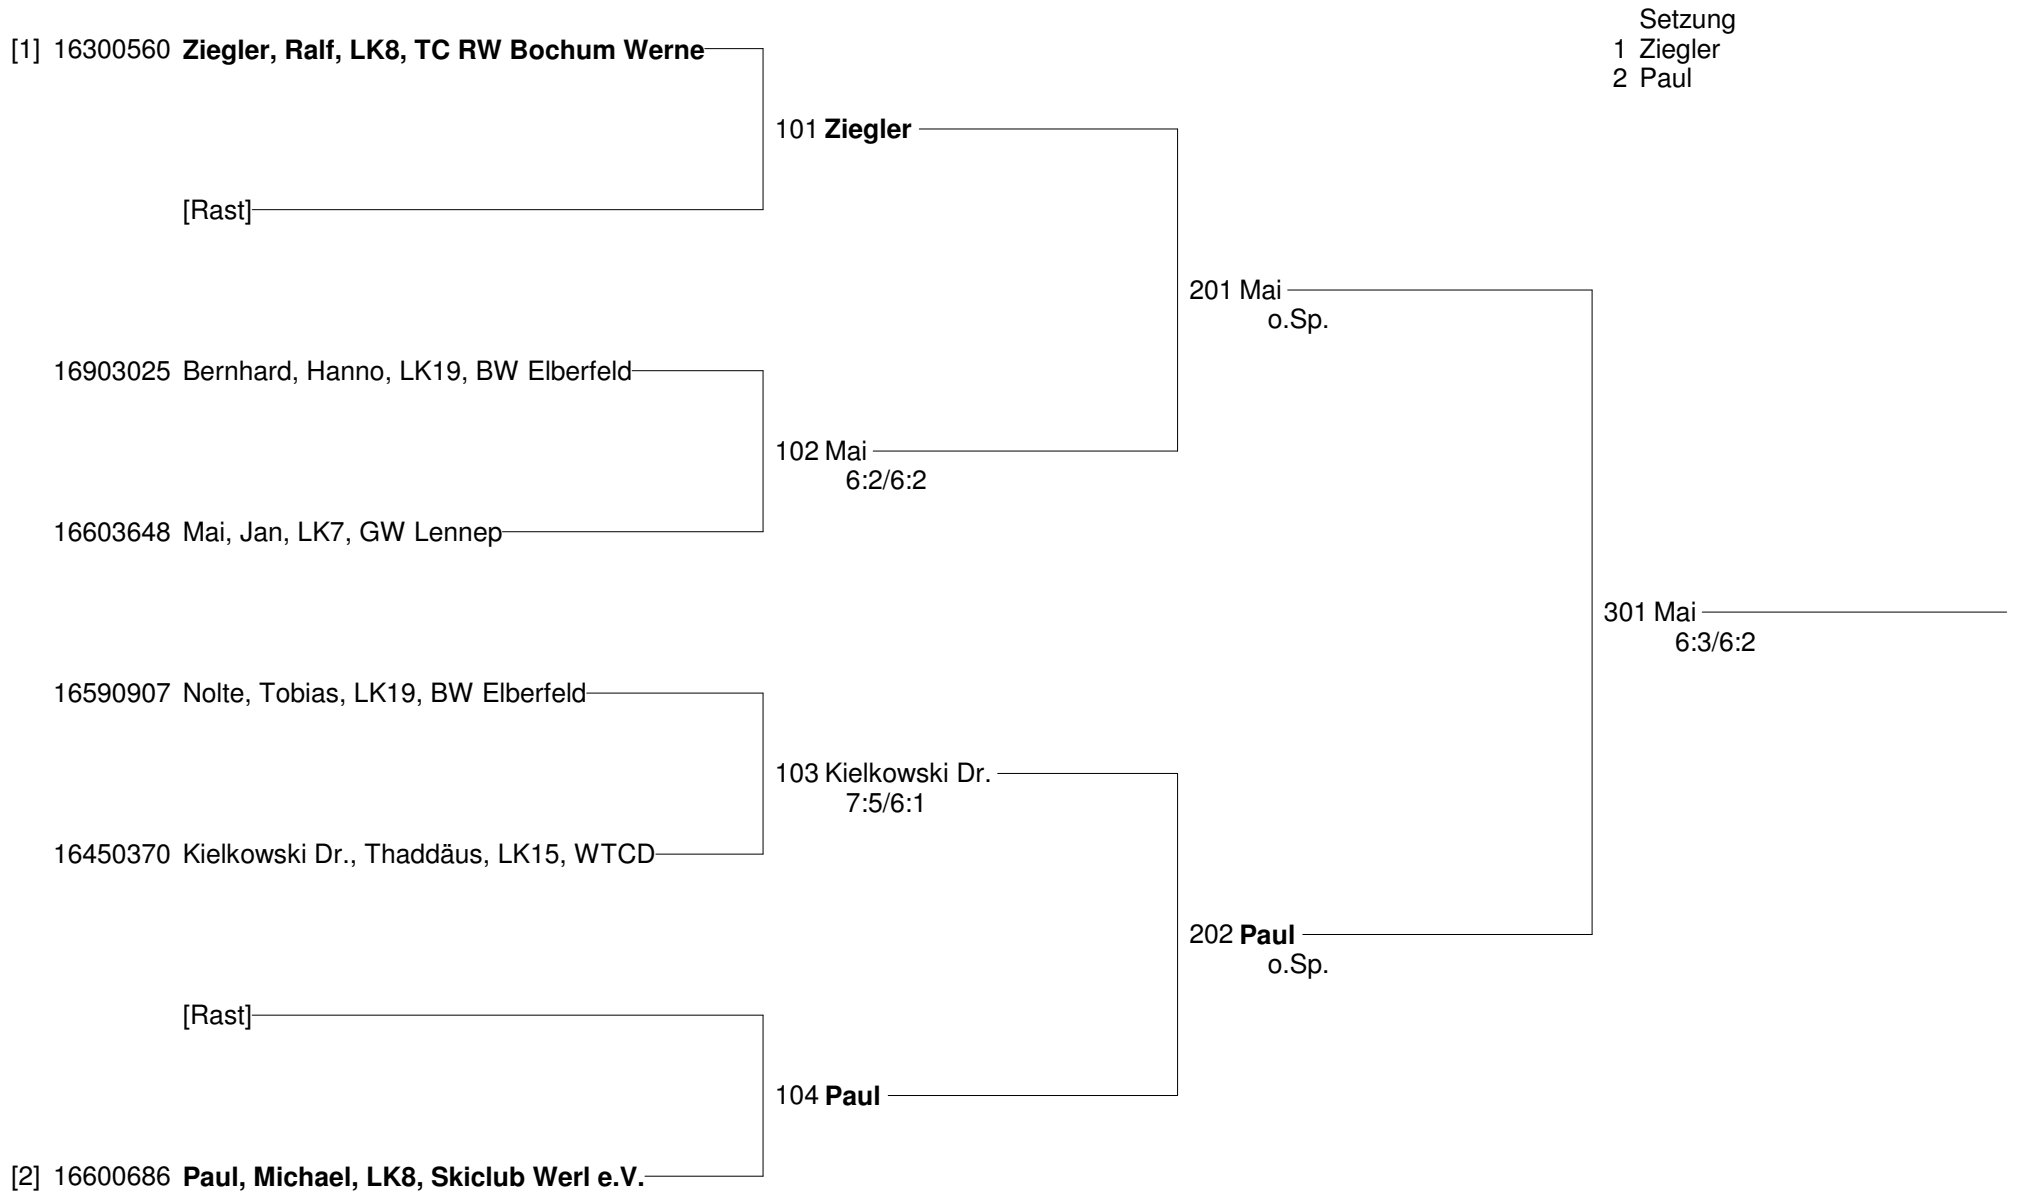 Setzung
1 Ziegler
2 Paul
[1] 16300560 Ziegler, Ralf, LK8, TC RW Bochum Werne
101 Ziegler
[Rast]
201 Mai
o.Sp.
16903025 Bernhard, Hanno, LK19, BW Elberfeld
102 Mai
6:2/6:2
16603648 Mai, Jan, LK7, GW Lennep
301 Mai
6:3/6:2
16590907 Nolte, Tobias, LK19, BW Elberfeld
103 Kielkowski Dr.
7:5/6:1
16450370 Kielkowski Dr., Thaddäus, LK15, WTCD
202 Paul
o.Sp.
[Rast]
104 Paul
[2] 16600686 Paul, Michael, LK8, Skiclub Werl e.V.